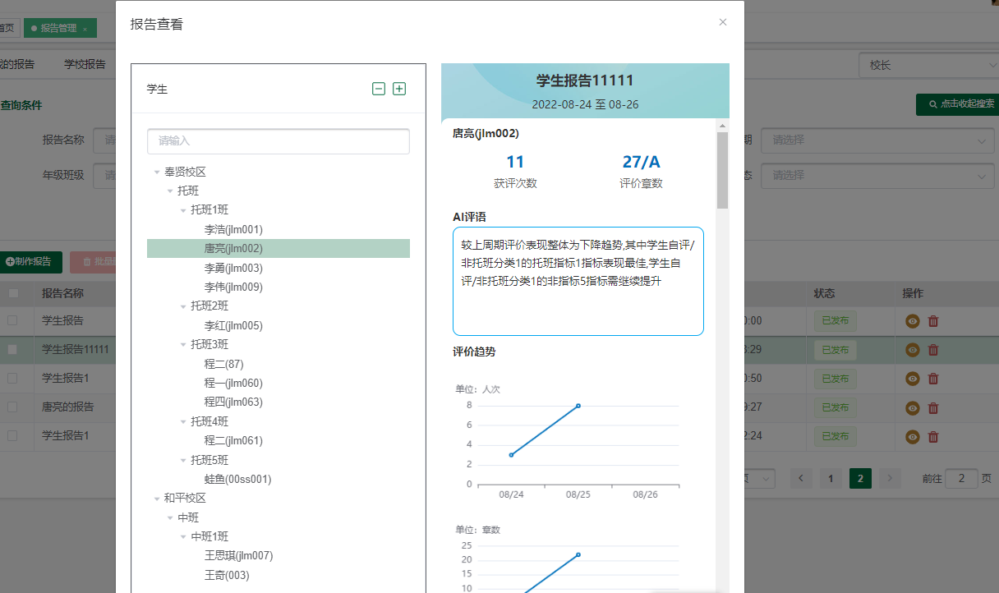 首页
报告管理 ×
我的报告
学校报告
校长
查询条件
点击收起搜索
报告名称
请
期
请选择
年级班级
请
态
请选择
制作报告
批量
报告名称
状态
操作
学生报告
0:00
已发布
学生报告11111
3:29
已发布
学生报告1
0:50
已发布
唐亮的报告
9:27
已发布
学生报告1
2:24
已发布
页
1
2
前往
2
页
报告查看
学生
请输入
奉贤校区
托班
托班1班
李浩(jlm001)
唐亮(jlm002)
李勇(jlm003)
李伟(jlm009)
托班2班
李红(jlm005)
托班3班
程二(87)
程一(jlm060)
程四(jlm063)
托班4班
程二(jlm061)
托班5班
蛙鱼(00ss001)
和平校区
中班
中班1班
王思琪(jlm007)
王奇(003)
学生报告11111
2022-08-24 至 08-26
唐亮(jlm002)
11
获评次数
27/A
评价章数
AI评语
较上周期评价表现整体为下降趋势,其中学生自评/
非托班分类1的托班指标1指标表现最佳,学生自
评/非托班分类1的非指标5指标需继续提升
评价趋势
单位：人次
8
6
4
2
0
08/24
08/25
08/26
单位：章数
25
20
15
10